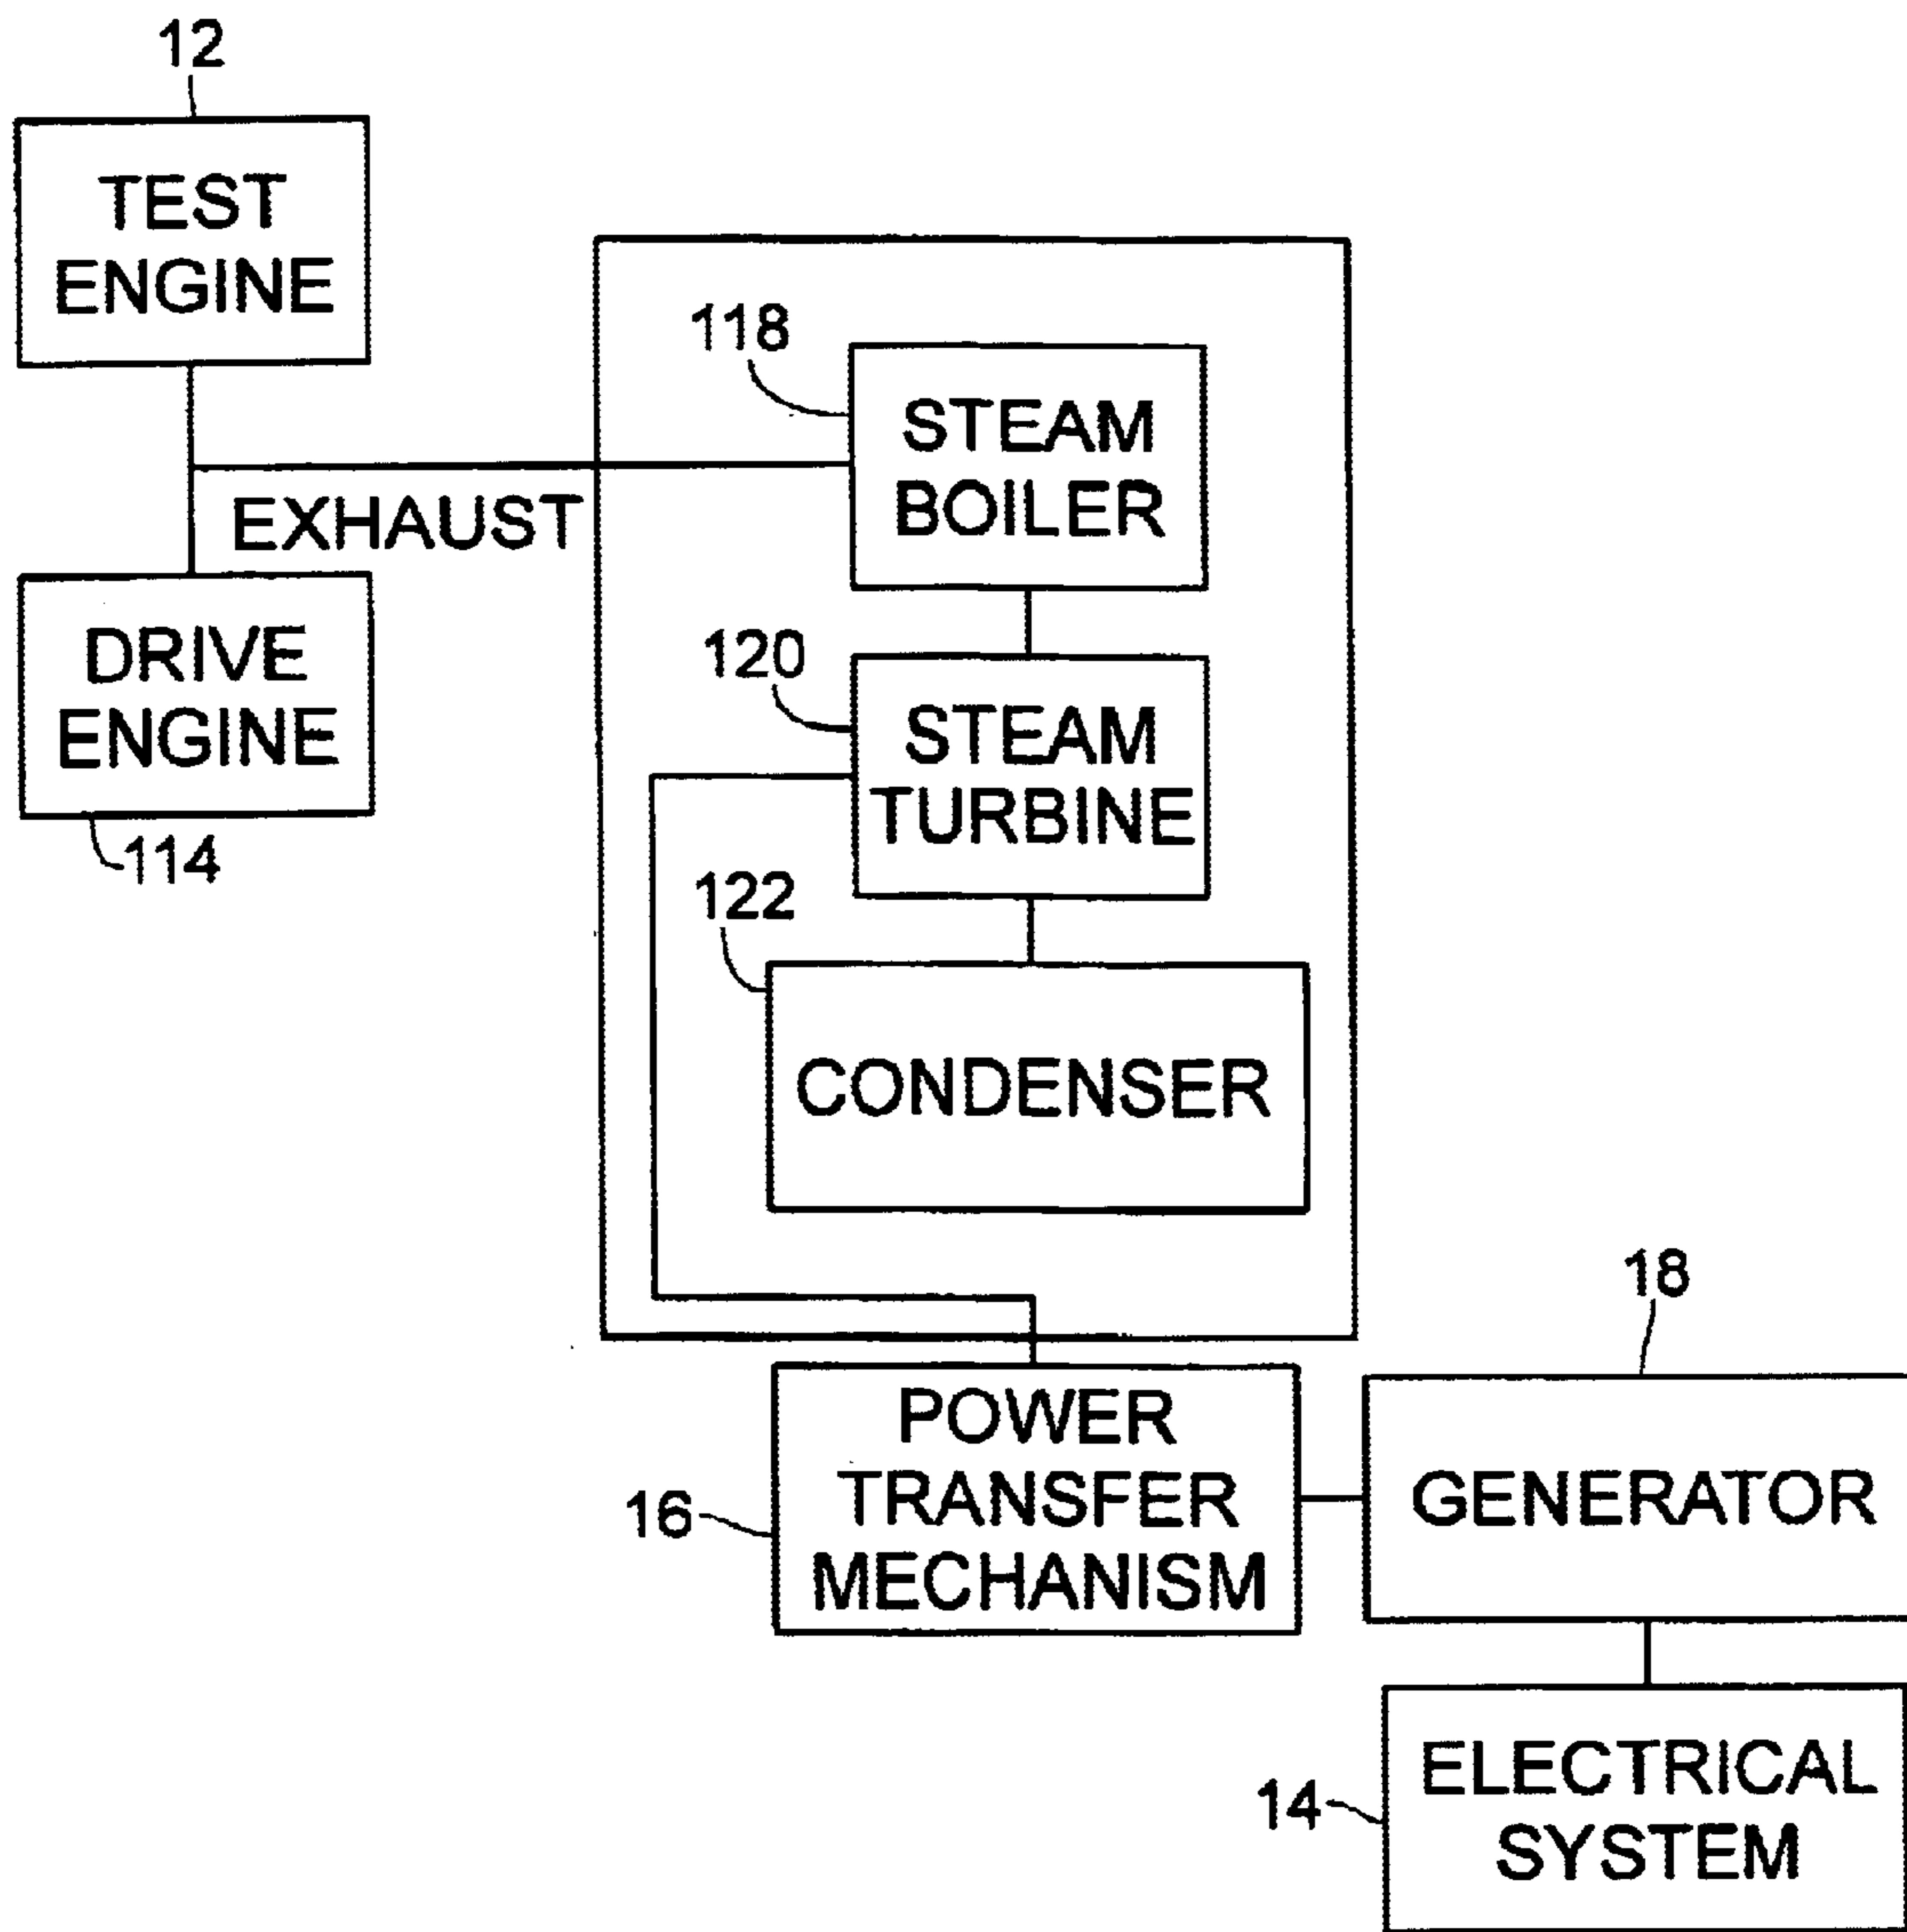 12
TEST
ENGINE
118
STEAM
BOILER
EXHAUST
DRIVE
ENGINE
114
120
STEAM
TURBINE
122
CONDENSER
18
POWER
TRANSFER
MECHANISM
16
GENERATOR
14
ELECTRICAL
SYSTEM